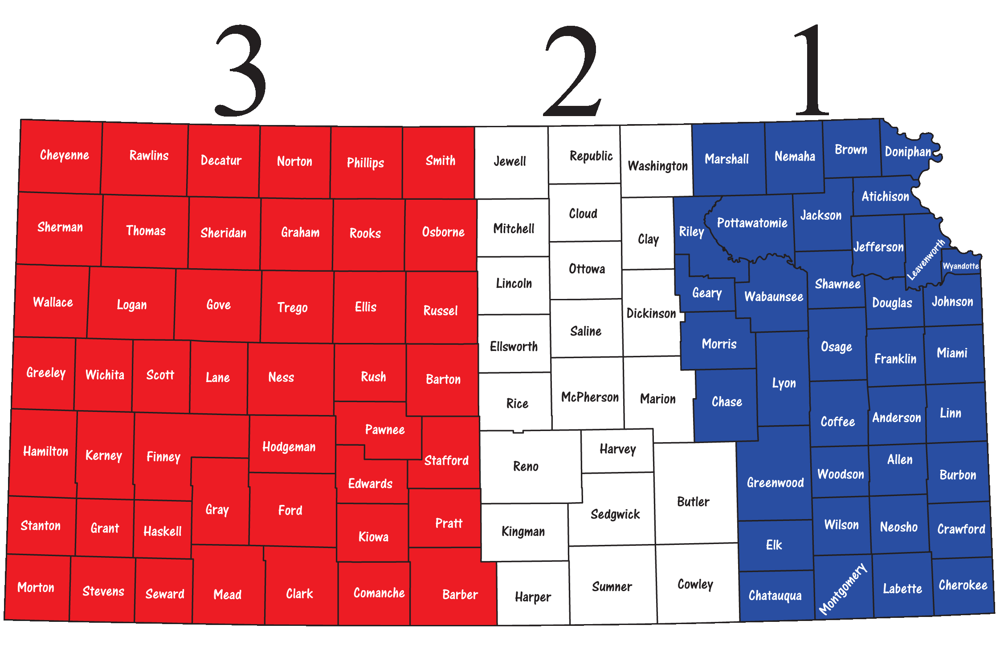 3 2 1
Cheyenne Rawlins Decatur Norton Phillips Smith Jewell Republic Washington Marshall Nemaha Brown Doniphan
Sherman Thomas Sheridan Graham Rooks Osborne Mitchell Cloud Clay Riley Pottawatomie Jackson Atichison
Jefferson Leavenworth Wyandotte
Wallace Logan Gove Trego Ellis Russel Lincoln Ottowa Dickinson Geary Wabaunsee Shawnee Douglas Johnson
Ellsworth Saline Morris Osage Franklin Miami
Greeley Wichita Scott Lane Ness Rush Barton Rice McPherson Marion Chase Lyon Coffee Anderson Linn
Hamilton Kerney Finney Hodgeman Pawnee Stafford Reno Harvey Woodson Allen Burbon
Edwards Butler Greenwood
Stanton Grant Haskell Gray Ford Kiowa Pratt Kingman Sedgwick Elk Wilson Neosho Crawford
Morton Stevens Seward Mead Clark Comanche Barber Harper Sumner Cowley Chatauqua Montgomery Labette Cherokee